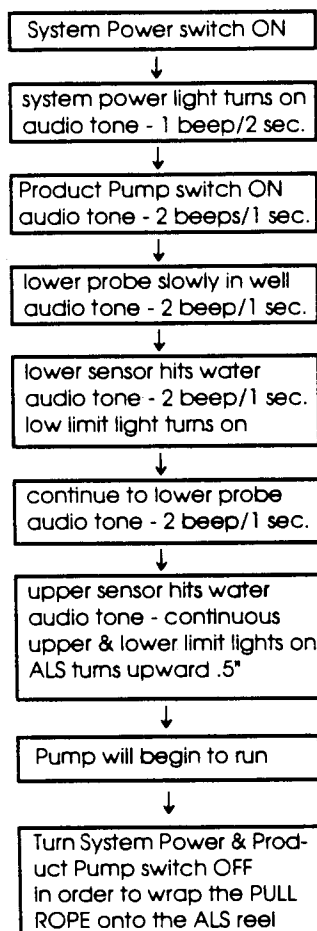 System Power switch ON
system power light turns on
audio tone - 1 beep/2 sec.
Product Pump switch ON
audio tone - 2 beeps/1 sec.
lower probe slowly in well
audio tone - 2 beep/1 sec.
lower sensor hits water
audio tone - 2 beep/1 sec.
low limit light turns on
continue to lower probe
audio tone - 2 beep/1 sec.
upper sensor hits water
audio tone - continuous
upper & lower limit lights on
ALS turns upward .5"
Pump will begin to run
Turn System Power & Prod-
uct Pump switch OFF
in order to wrap the PULL
ROPE onto the ALS reel